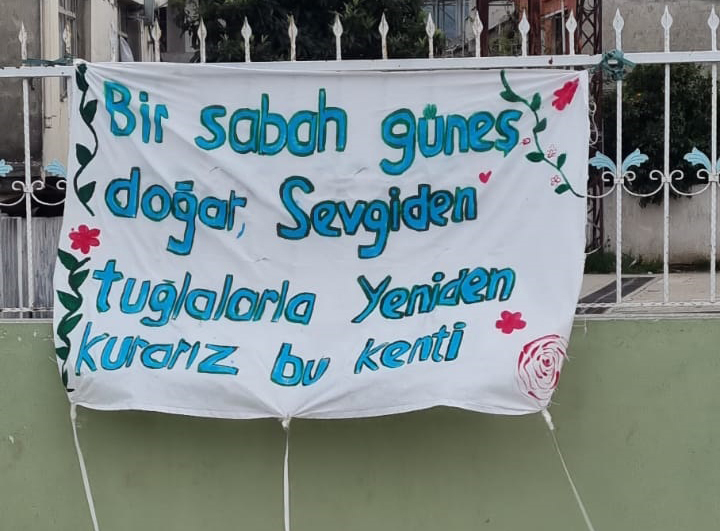 Bir sabah güneş
doğar, Sevgiden
tuğlalarla Yeniden
kurarız bu kenti